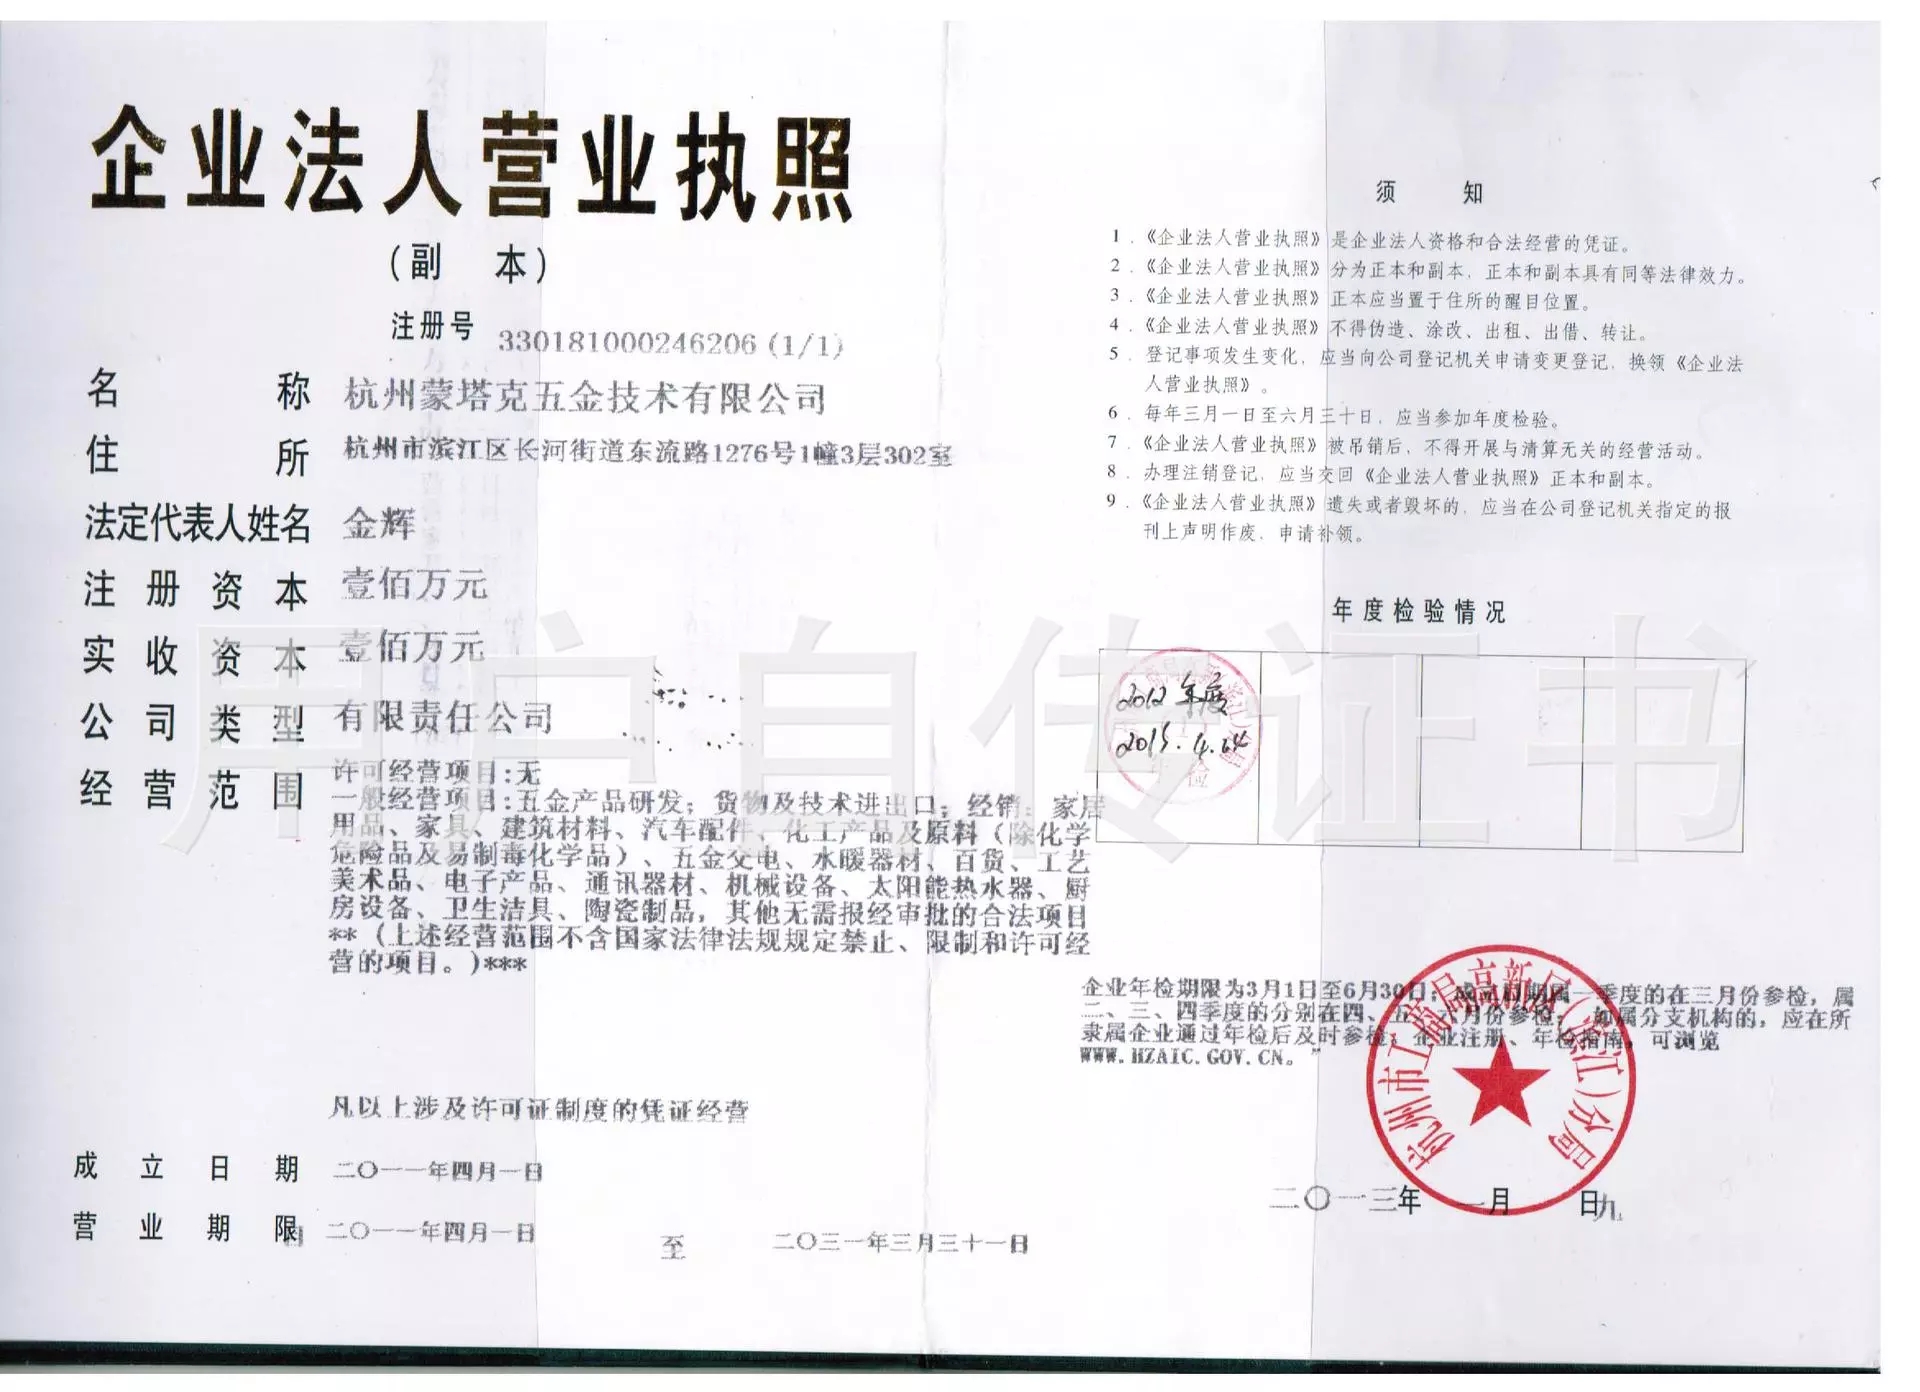 企业法人营业执照
(副 本)
注册号 330181000246206 (1/1)
名称 杭州蒙塔克五金技术有限公司
住所 杭州市滨江区长河街道东流路1276号1幢3层302室
法定代表人姓名 金辉
注册资本 壹佰万元
实收资本 壹佰万元
公司类型 有限责任公司
经营范围 许可经营项目:无
一般经营项目:五金产品研发；货物及技术进出口；经销：家居
用品、家具、建筑材料、汽车配件、化工产品及原料（除化学
危险品及易制毒化学品）、五金交电、水暖器材、百货、工艺
美术品、电子产品、通讯器材、机械设备、太阳能热水器、厨
房设备、卫生洁具、陶瓷制品，其他无需报经审批的合法项目
**（上述经营范围不含国家法律法规规定禁止、限制和许可经
营的项目。)***
凡以上涉及许可证制度的凭证经营
成立日期 二〇一一年四月一日
营业期限 自 二〇一一年四月一日 至 二〇三一年三月三十一日
须 知
1．《企业法人营业执照》是企业法人资格和合法经营的凭证。
2．《企业法人营业执照》分为正本和副本，正本和副本具有同等法律效力。
3．《企业法人营业执照》正本应当置于住所的醒目位置。
4．《企业法人营业执照》不得伪造、涂改、出租、出借、转让。
5．登记事项发生变化，应当向公司登记机关申请变更登记，换领《企业法
人营业执照》。
6．每年三月一日至六月三十日，应当参加年度检验。
7．《企业法人营业执照》被吊销后，不得开展与清算无关的经营活动。
8．办理注销登记，应当交回《企业法人营业执照》正本和副本。
9．《企业法人营业执照》遗失或者毁坏的，应当在公司登记机关指定的报
刊上声明作废，申请补领。
年度检验情况
2012年度
年检
企业年检期限为3月1日至6月30日；成立日期属一季度的在三月份参检，属
二、三、四季度的分别在四、五、六月份参检， 如属分支机构的，应在所
隶属企业通过年检后及时参检。企业注册、年检指南，可浏览
WWW.HZAIC.GOV.CN。”
杭州市工商局高新区(滨江)分局
二〇一三年一月九日
用户自传证书